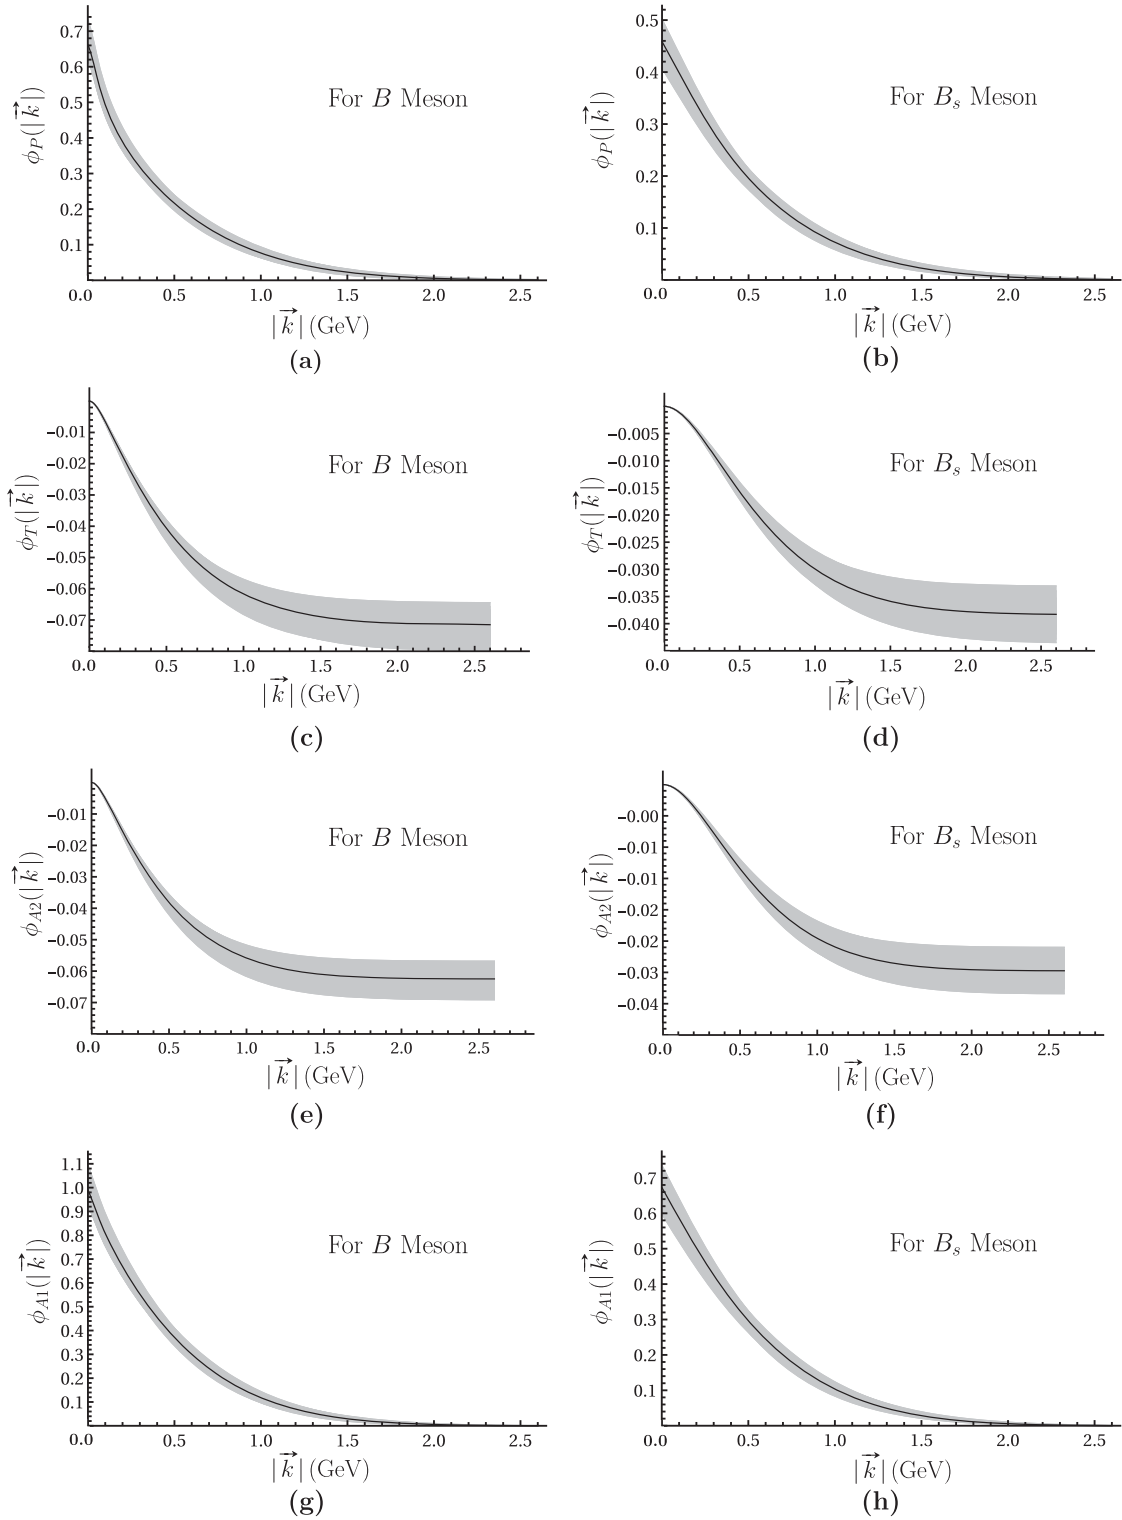 0.7
0.6
0.5
0.4
0.3
0.2
0.1
ϕ_P(|k⃗|)
For B Meson
0.0 0.5 1.0 1.5 2.0 2.5
|k⃗| (GeV)
(a)
0.5
0.4
0.3
0.2
0.1
ϕ_P(|k⃗|)
For B_s Meson
0.0 0.5 1.0 1.5 2.0 2.5
|k⃗| (GeV)
(b)
−0.01
−0.02
−0.03
−0.04
−0.05
−0.06
−0.07
ϕ_T(|k⃗|)
For B Meson
0.0 0.5 1.0 1.5 2.0 2.5
|k⃗| (GeV)
(c)
−0.005
−0.010
−0.015
−0.020
−0.025
−0.030
−0.035
−0.040
ϕ_T(|k⃗|)
For B_s Meson
0.0 0.5 1.0 1.5 2.0 2.5
|k⃗| (GeV)
(d)
−0.01
−0.02
−0.03
−0.04
−0.05
−0.06
−0.07
ϕ_{A2}(|k⃗|)
For B Meson
0.0 0.5 1.0 1.5 2.0 2.5
|k⃗| (GeV)
(e)
−0.00
−0.01
−0.01
−0.02
−0.02
−0.03
−0.04
ϕ_{A2}(|k⃗|)
For B_s Meson
0.0 0.5 1.0 1.5 2.0 2.5
|k⃗| (GeV)
(f)
1.1
1.0
0.9
0.8
0.7
0.6
0.5
0.4
0.3
0.2
0.1
ϕ_{A1}(|k⃗|)
For B Meson
0.0 0.5 1.0 1.5 2.0 2.5
|k⃗| (GeV)
(g)
0.7
0.6
0.5
0.4
0.3
0.2
0.1
ϕ_{A1}(|k⃗|)
For B_s Meson
0.0 0.5 1.0 1.5 2.0 2.5
|k⃗| (GeV)
(h)